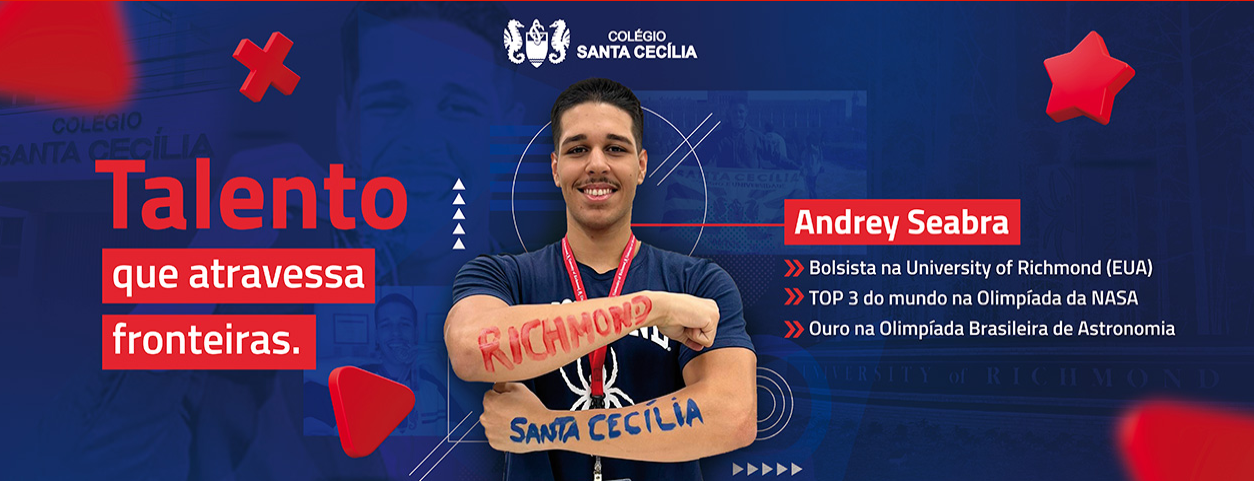 COLÉGIO
SANTA CECÍLIA
COLÉGIO
SANTA CECÍLIA
Talento
que atravessa
fronteiras.
RICHMOND
SANTA CECÍLIA
Andrey Seabra
Bolsista na University of Richmond (EUA)
TOP 3 do mundo na Olimpíada da NASA
Ouro na Olimpíada Brasileira de Astronomia
UNIVERSITY of RICHMOND
SANTA CECÍLIA